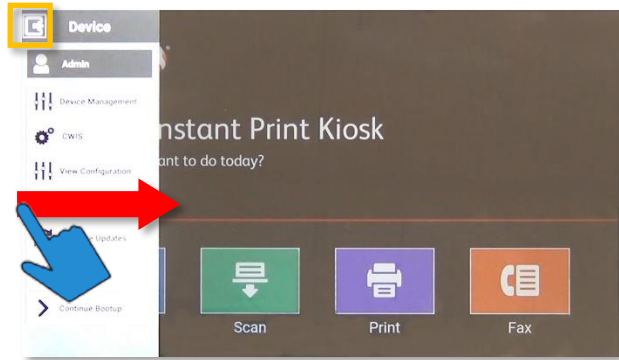 Device
Admin
Device Management
CWIS
nstant Print Kiosk
ant to do today?
View Configuration
Updates
Continue Bootup
Scan
Print
Fax